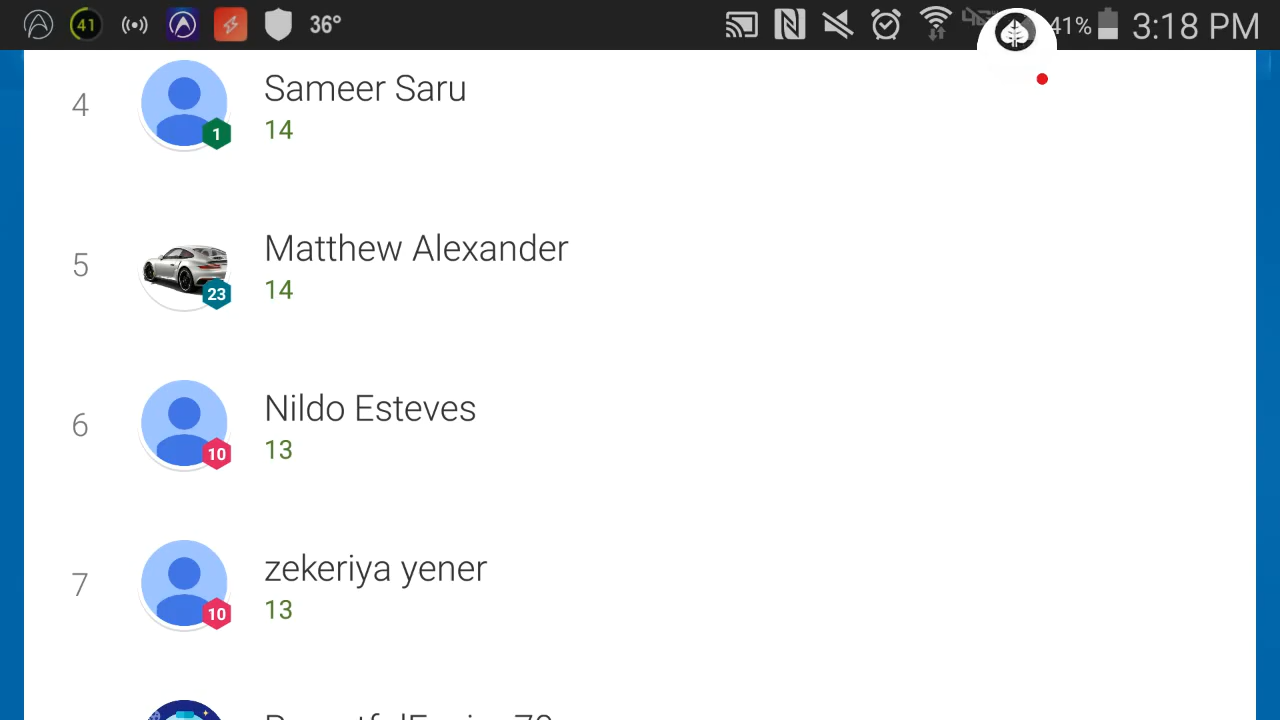 41 36° 41% 3:18 PM
4 Sameer Saru
1 14
5 Matthew Alexander
23 14
6 Nildo Esteves
10 13
7 zekeriya yener
10 13